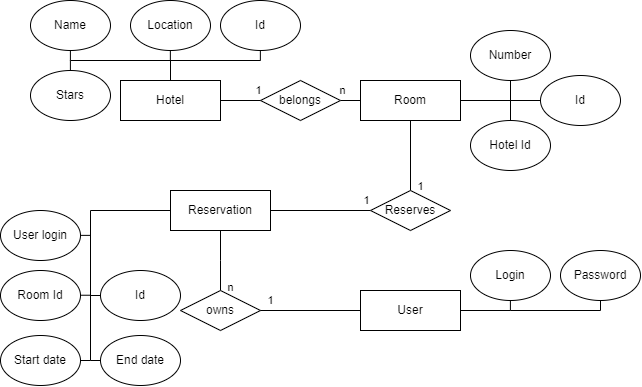 Name
Location
Id
Stars
Hotel
1
belongs
n
Room
Number
Id
Hotel Id
1
1
Reserves
Reservation
User login
Room Id
Id
Start date
End date
n
owns
1
User
Login
Password